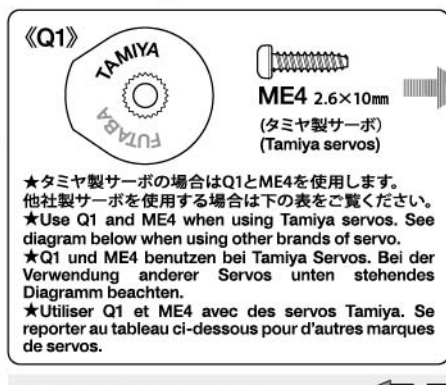 《Q1》
TAMIYA
FUTABA
ME4 2.6×10mm
(タミヤ製サーボ)
(Tamiya servos)
★タミヤ製サーボの場合はQ1とME4を使用します。
他社製サーボを使用する場合は下の表をご覧ください。
★Use Q1 and ME4 when using Tamiya servos. See
diagram below when using other brands of servo.
★Q1 und ME4 benutzen bei Tamiya Servos. Bei der
Verwendung anderer Servos unten stehendes
Diagramm beachten.
★Utiliser Q1 et ME4 avec des servos Tamiya. Se
reporter au tableau ci-dessous pour d'autres marques
de servos.